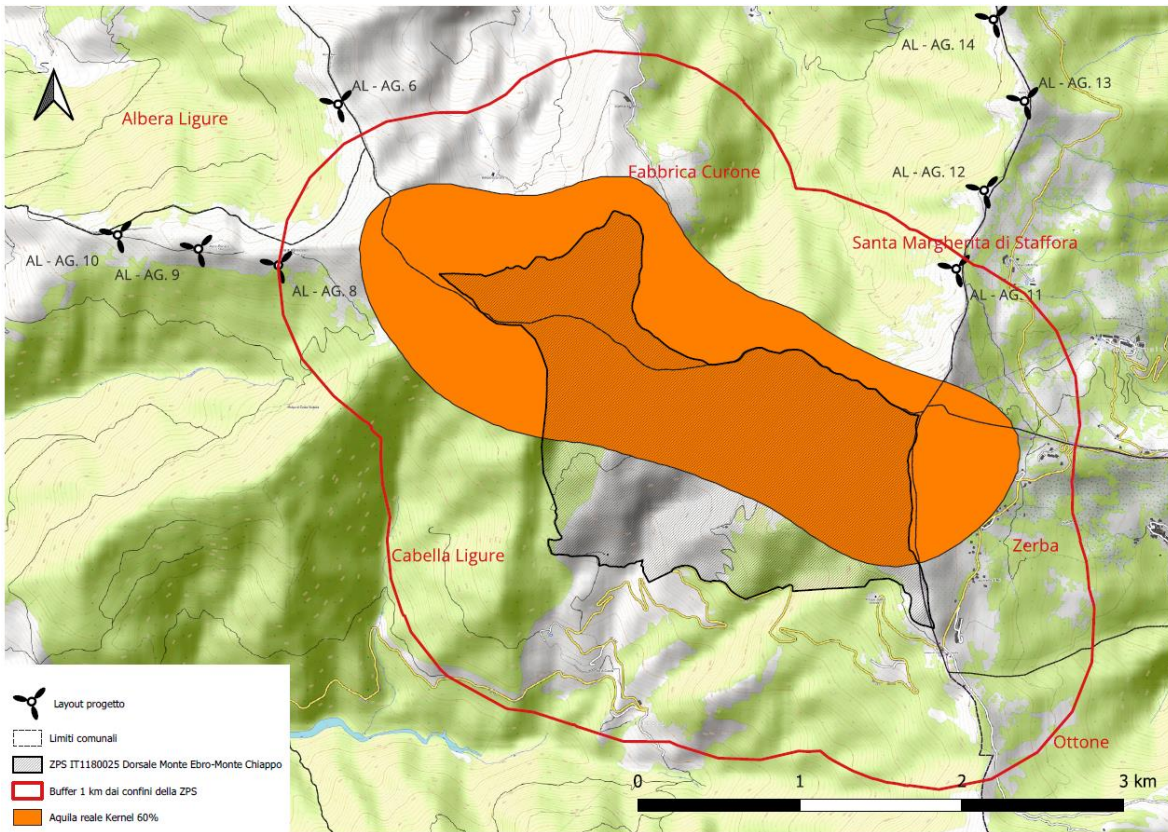 AL - AG. 14
AL - AG. 6
AL - AG. 13
Albera Ligure
AL - AG. 12
Fabbrica Curone
Santa Margherita di Staffora
AL - AG. 10
AL - AG. 9
AL - AG. 8
AL - AG. 11
Cabella Ligure
Zerba
Ottone
Layout progetto
Limiti comunali
ZPS IT1180025 Dorsale Monte Ebro-Monte Chiappo
Buffer 1 km dai confini della ZPS
Aquila reale Kernel 60%
0 1 2 3 km